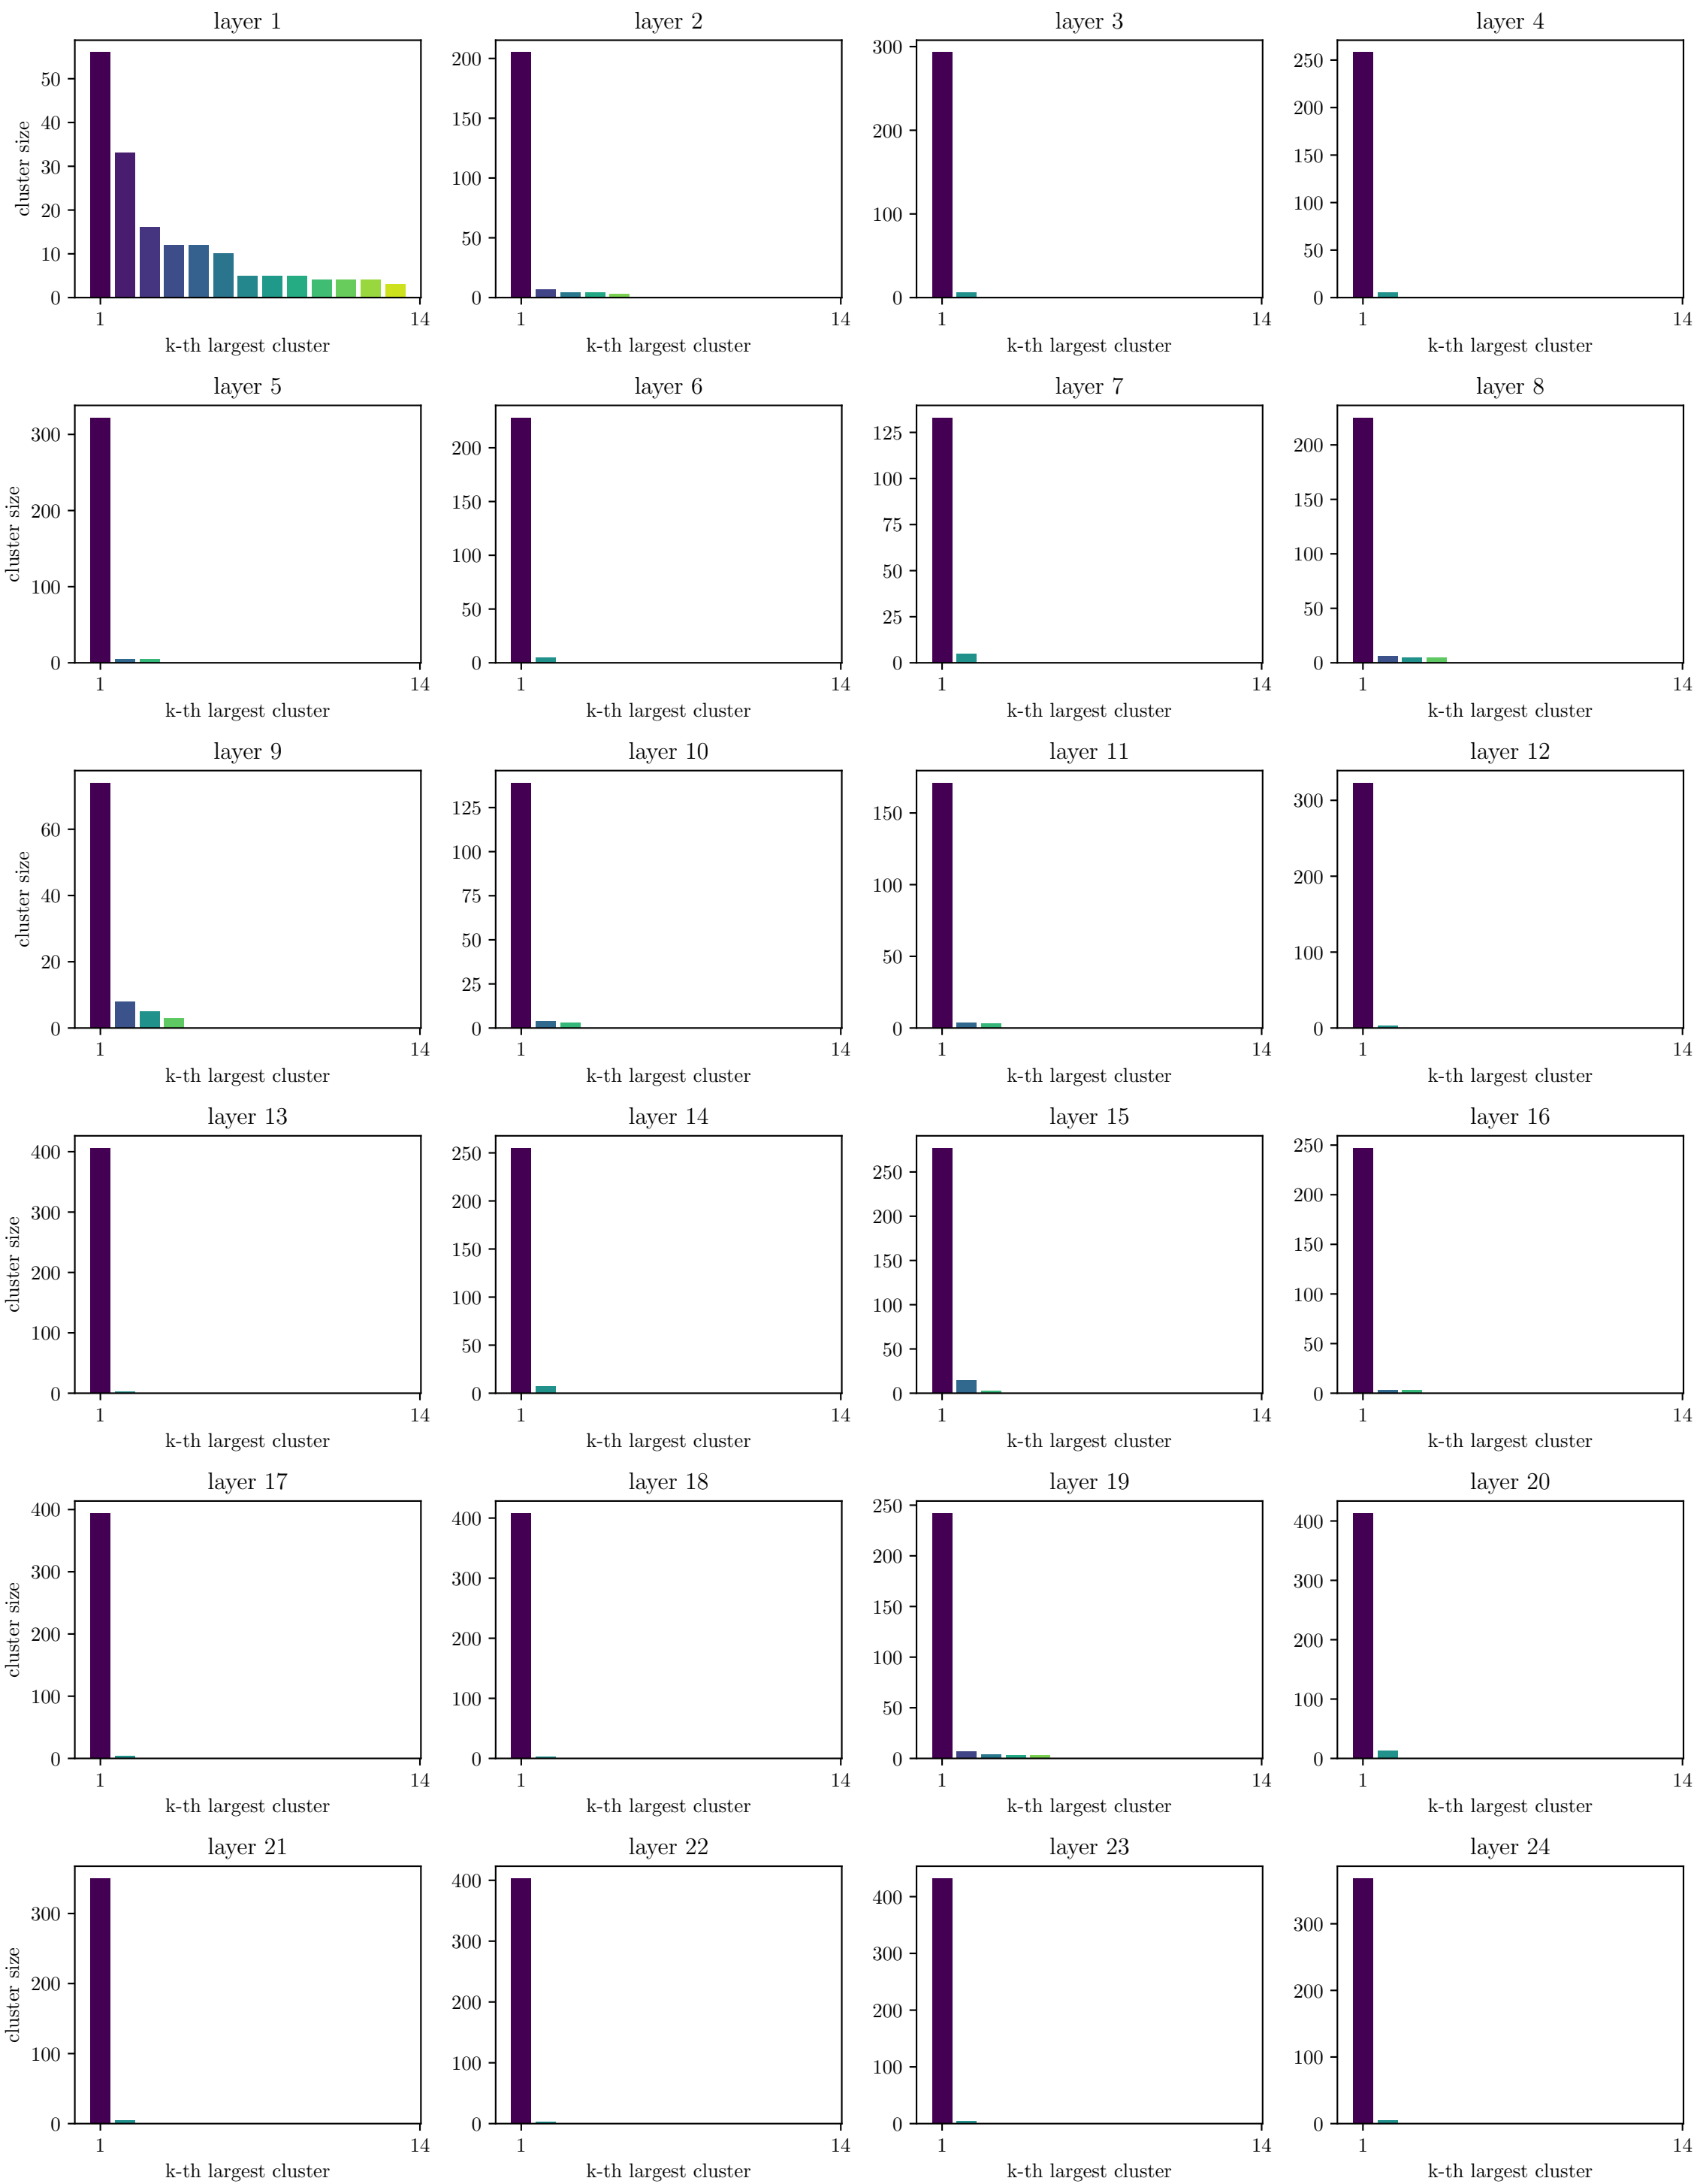 layer 1
cluster size
50
40
30
20
10
0
1 14
k-th largest cluster
layer 2
200
150
100
50
0
1 14
k-th largest cluster
layer 3
300
200
100
0
1 14
k-th largest cluster
layer 4
250
200
150
100
50
0
1 14
k-th largest cluster
layer 5
cluster size
300
200
100
0
1 14
k-th largest cluster
layer 6
200
150
100
50
0
1 14
k-th largest cluster
layer 7
125
100
75
50
25
0
1 14
k-th largest cluster
layer 8
200
150
100
50
0
1 14
k-th largest cluster
layer 9
cluster size
60
40
20
0
1 14
k-th largest cluster
layer 10
125
100
75
50
25
0
1 14
k-th largest cluster
layer 11
150
100
50
0
1 14
k-th largest cluster
layer 12
300
200
100
0
1 14
k-th largest cluster
layer 13
cluster size
400
300
200
100
0
1 14
k-th largest cluster
layer 14
250
200
150
100
50
0
1 14
k-th largest cluster
layer 15
250
200
150
100
50
0
1 14
k-th largest cluster
layer 16
250
200
150
100
50
0
1 14
k-th largest cluster
layer 17
cluster size
400
300
200
100
0
1 14
k-th largest cluster
layer 18
400
300
200
100
0
1 14
k-th largest cluster
layer 19
250
200
150
100
50
0
1 14
k-th largest cluster
layer 20
400
300
200
100
0
1 14
k-th largest cluster
layer 21
cluster size
300
200
100
0
1 14
k-th largest cluster
layer 22
400
300
200
100
0
1 14
k-th largest cluster
layer 23
400
300
200
100
0
1 14
k-th largest cluster
layer 24
300
200
100
0
1 14
k-th largest cluster